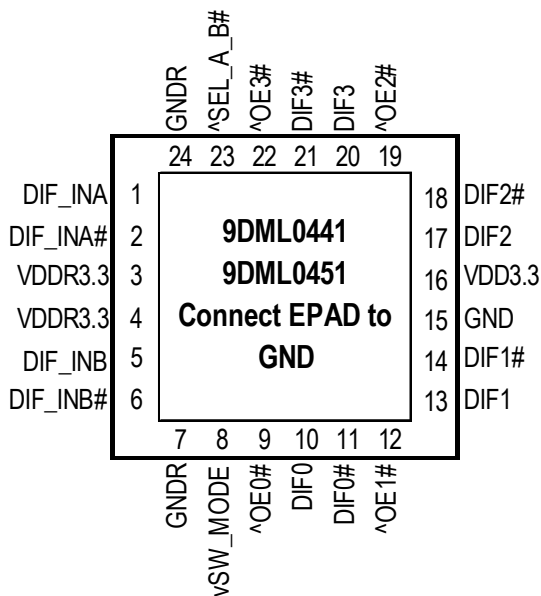 GNDR
^SEL_A_B#
^OE3#
DIF3#
DIF3
^OE2#
24 23 22 21 20 19
DIF_INA 1
DIF_INA# 2
VDDR3.3 3
VDDR3.3 4
DIF_INB 5
DIF_INB# 6
9DML0441
9DML0451
Connect EPAD to
GND
18 DIF2#
17 DIF2
16 VDD3.3
15 GND
14 DIF1#
13 DIF1
7 8 9 10 11 12
GNDR
vSW_MODE
^OE0#
DIF0
DIF0#
^OE1#